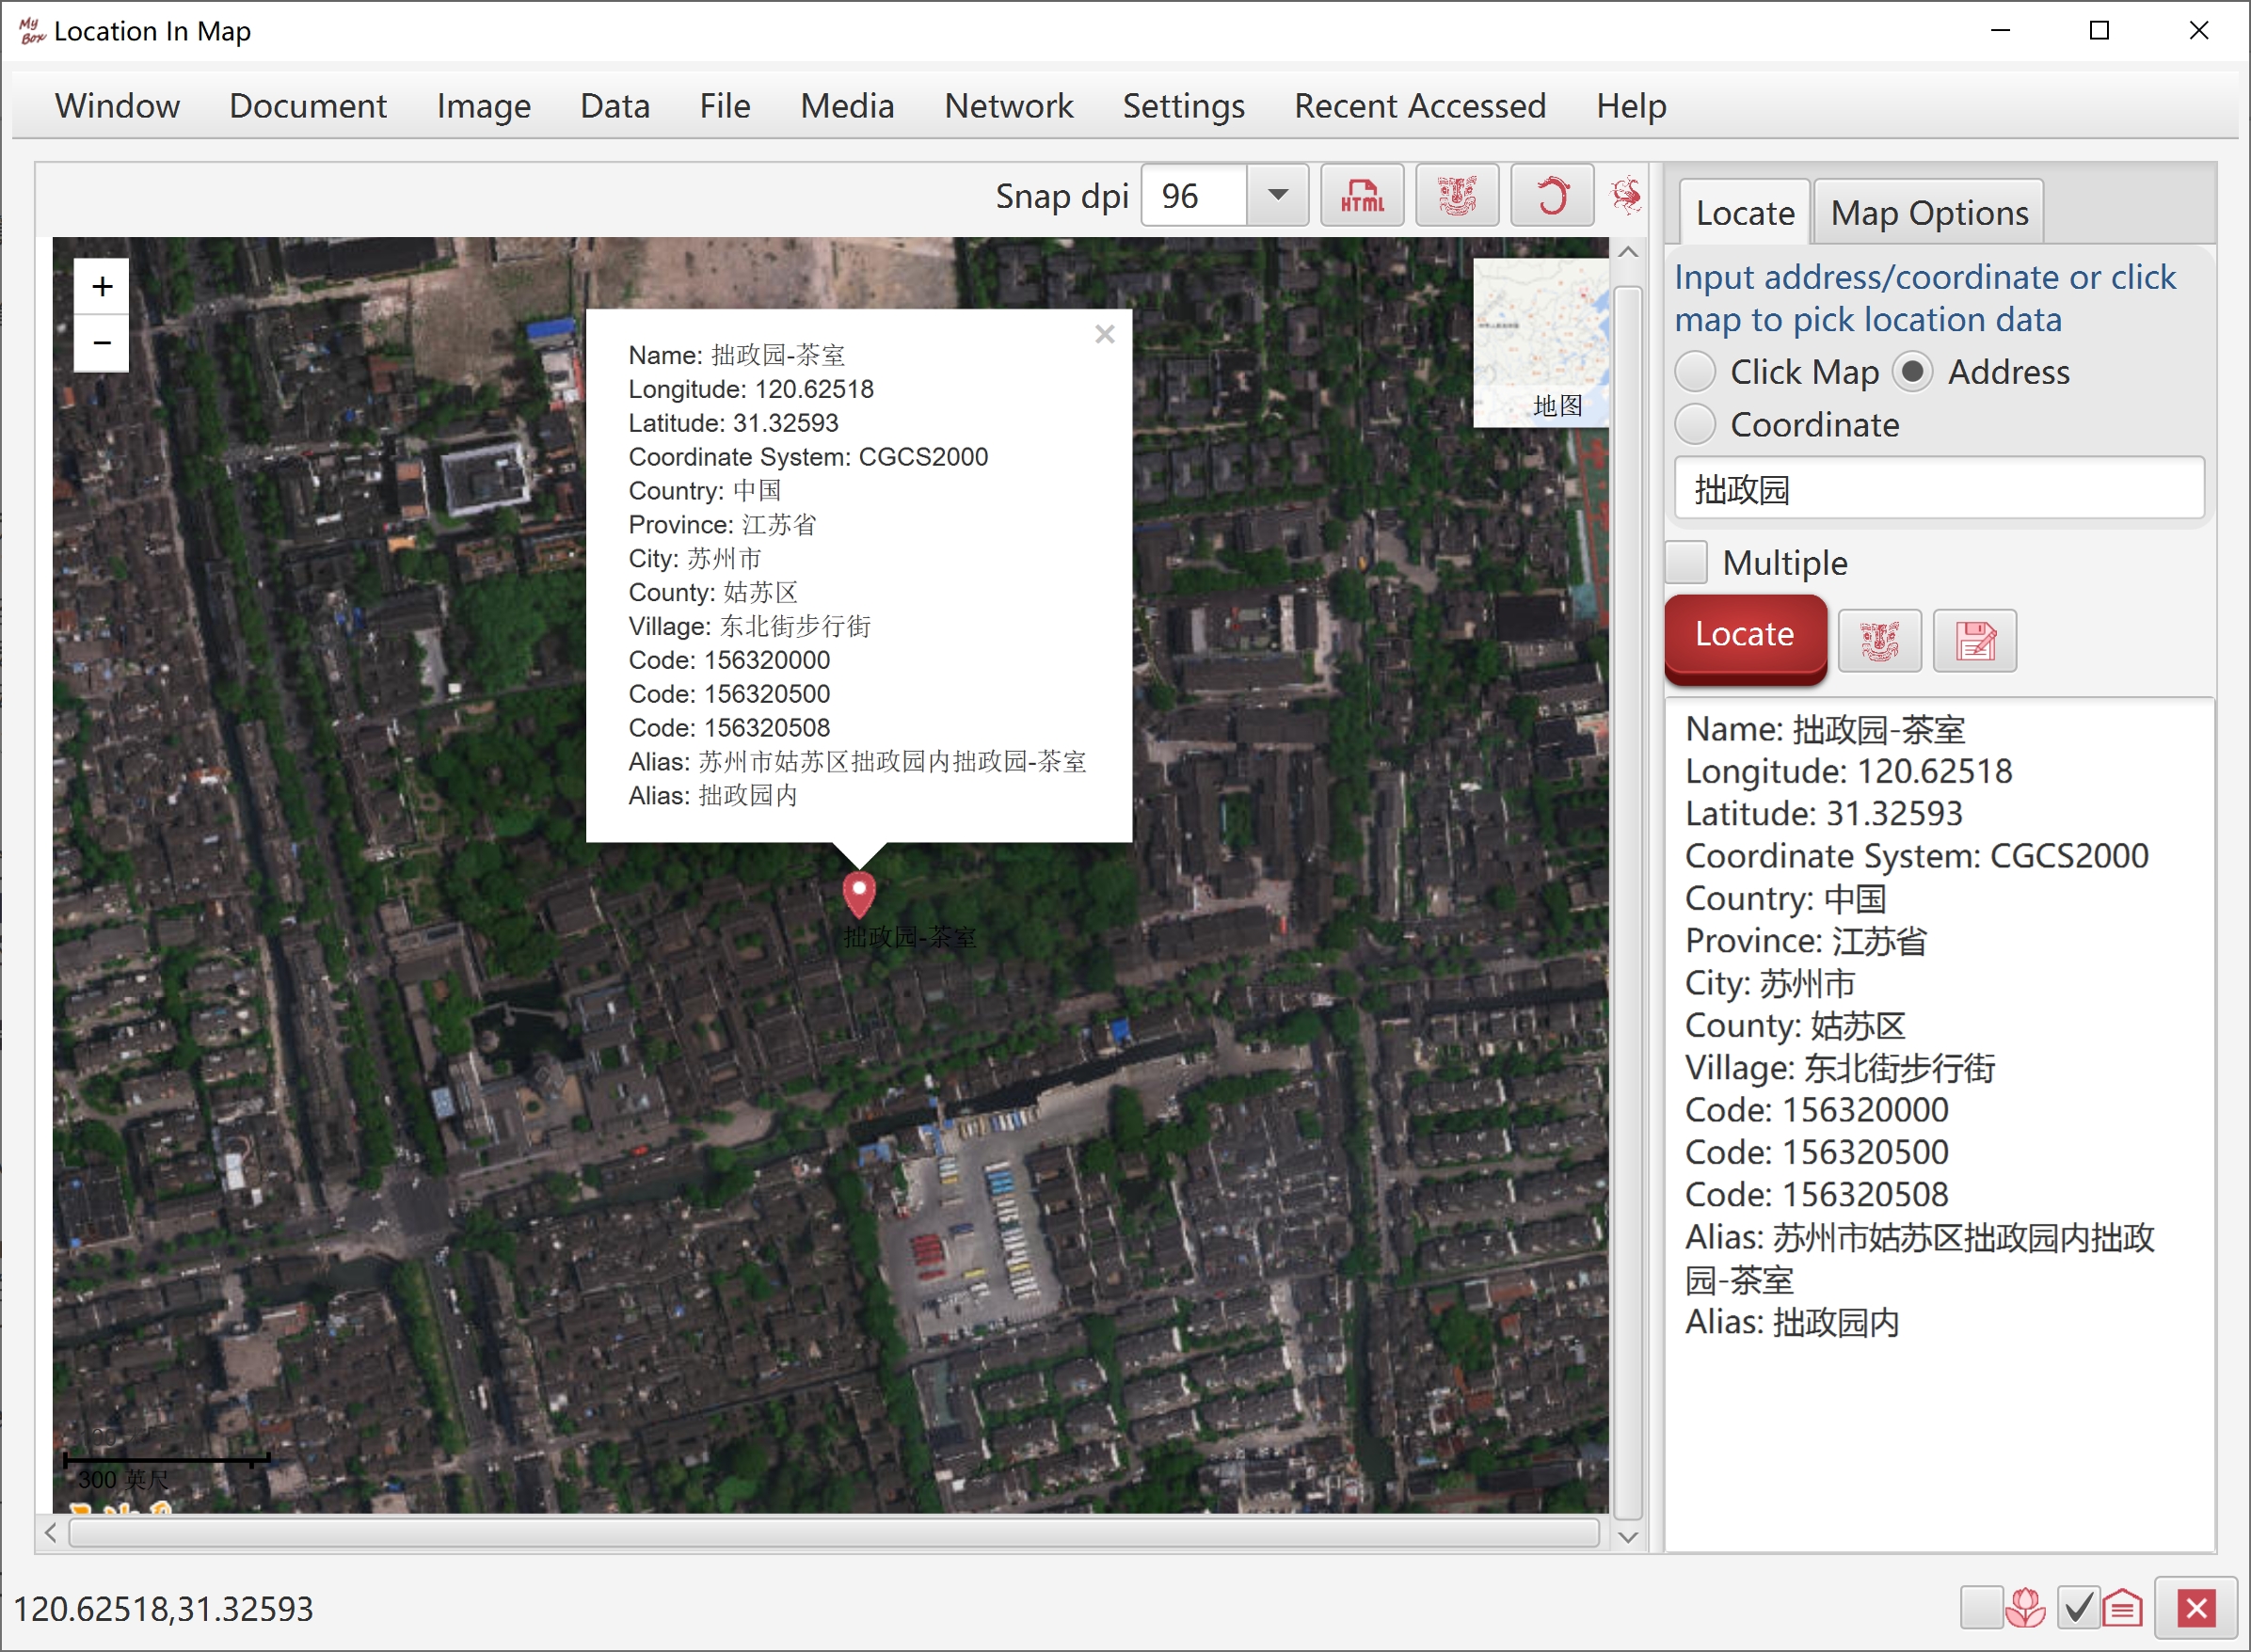 My Box Location In Map
Window Document Image Data File Media Network Settings Recent Accessed Help
Snap dpi 96 HTML
Locate Map Options
Input address/coordinate or click
map to pick location data
Click Map Address
Coordinate
拙政园
Multiple
Locate
+
−
地图
Name: 拙政园-茶室
Longitude: 120.62518
Latitude: 31.32593
Coordinate System: CGCS2000
Country: 中国
Province: 江苏省
City: 苏州市
County: 姑苏区
Village: 东北街步行街
Code: 156320000
Code: 156320500
Code: 156320508
Alias: 苏州市姑苏区拙政园内拙政园-茶室
Alias: 拙政园内
拙政园-茶室
300 英尺
Name: 拙政园-茶室
Longitude: 120.62518
Latitude: 31.32593
Coordinate System: CGCS2000
Country: 中国
Province: 江苏省
City: 苏州市
County: 姑苏区
Village: 东北街步行街
Code: 156320000
Code: 156320500
Code: 156320508
Alias: 苏州市姑苏区拙政园内拙政
园-茶室
Alias: 拙政园内
120.62518,31.32593